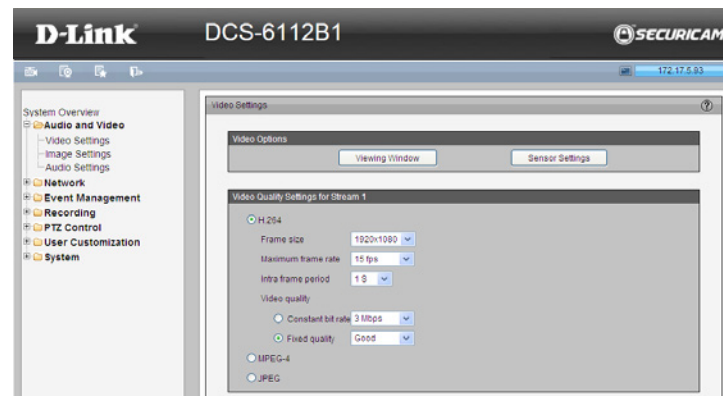 D-Link
DCS-6112B1
SECURICAM
172.17.5.93
System Overview
Audio and Video
Video Settings
Image Settings
Audio Settings
Network
Event Management
Recording
PTZ Control
User Customization
System
Video Settings
?
Video Options
Viewing Window
Sensor Settings
Video Quality Settings for Stream 1
H.264
Frame size 1920x1080
Maximum frame rate 15 fps
Intra frame period 1 S
Video quality
Constant bit rate 3 Mbps
Fixed quality Good
MPEG-4
JPEG